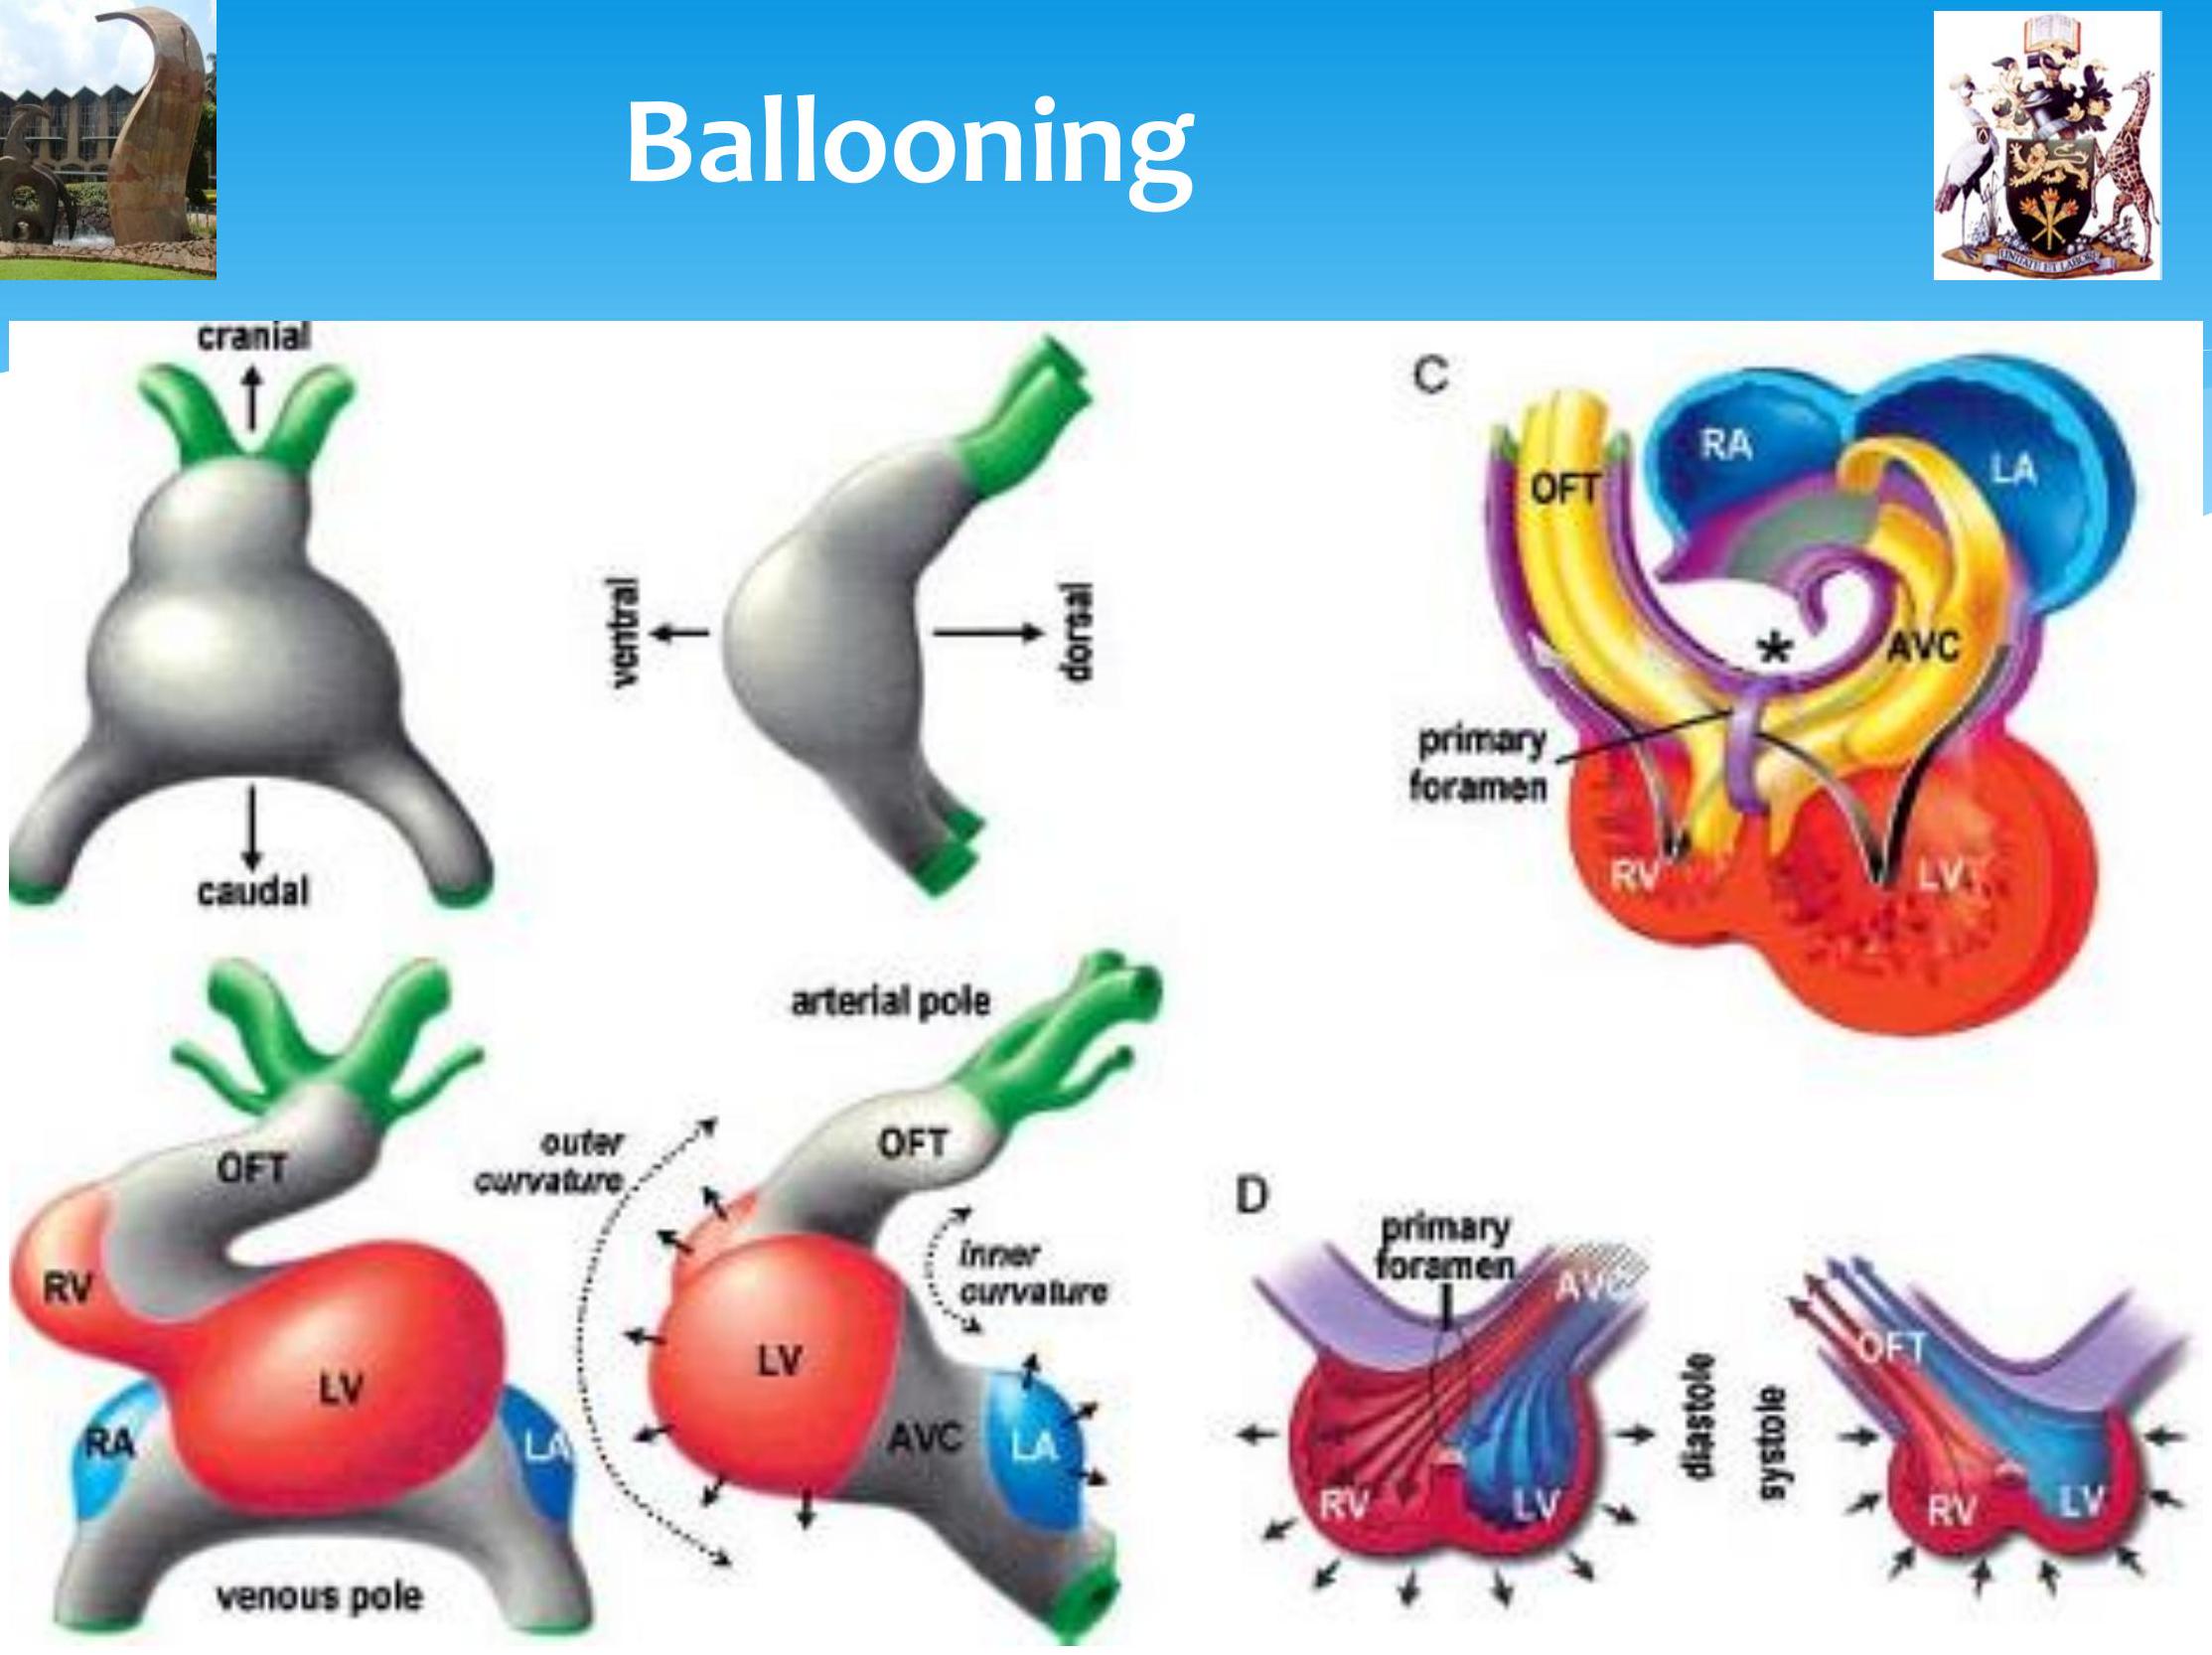 Ballooning
UNITATE ET LABORE
cranial
caudal
ventral
dorsal
C
OFT
RA
LA
AVC
*
primary
foramen
RV
LV
OFT
RV
LV
RA
LA
venous pole
arterial pole
outer
curvature
OFT
inner
curvature
LV
AVC
LA
D
primary
foramen
AVC
RV
LV
diastole
systole
OFT
RV
LV